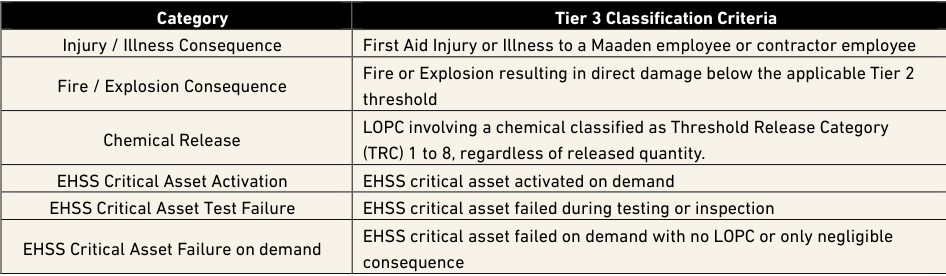 Category
Tier 3 Classification Criteria
Injury / Illness Consequence
First Aid Injury or Illness to a Maaden employee or contractor employee
Fire / Explosion Consequence
Fire or Explosion resulting in direct damage below the applicable Tier 2
threshold
Chemical Release
LOPC involving a chemical classified as Threshold Release Category
(TRC) 1 to 8, regardless of released quantity.
EHSS Critical Asset Activation
EHSS critical asset activated on demand
EHSS Critical Asset Test Failure
EHSS critical asset failed during testing or inspection
EHSS Critical Asset Failure on demand
EHSS critical asset failed on demand with no LOPC or only negligible
consequence